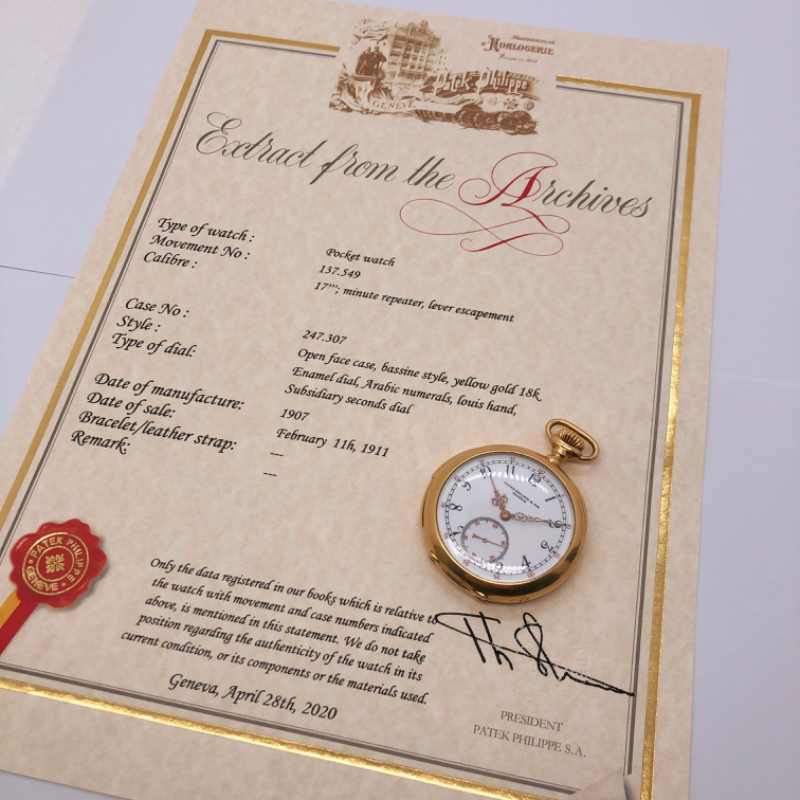 HORLOGERIE
Patek Philippe
GENÈVE
Extract from the Archives
Type of watch : Pocket watch
Movement No : 137.549
Calibre : 17'''; minute repeater, lever escapement
Case No : 247.307
Style : Open face case, bassine style, yellow gold 18k
Type of dial: Enamel dial, Arabic numerals, louis hand,
Subsidiary seconds dial
Date of manufacture: 1907
Date of sale: February 11h, 1911
Bracelet/leather strap: ---
Remark: ---
Only the data registered in our books which is relative to
the watch with movement and case numbers indicated
above, is mentioned in this statement. We do not take
position regarding the authenticity of the watch in its
current condition, or its components or the materials used.
Geneva, April 28th, 2020
PRESIDENT
PATEK PHILIPPE S.A.
PATEK PHILIPPE
GENEVE